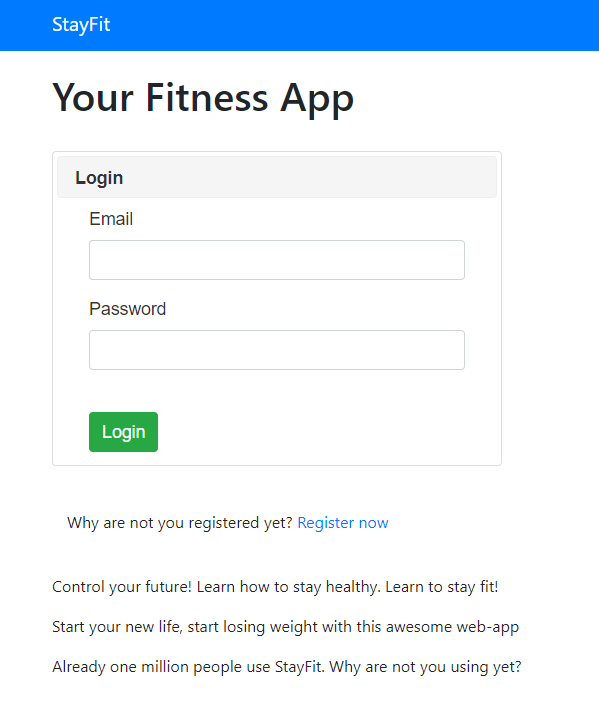 StayFit
Your Fitness App
Login
Email
Password
Login
Why are not you registered yet? Register now
Control your future! Learn how to stay healthy. Learn to stay fit!
Start your new life, start losing weight with this awesome web-app
Already one million people use StayFit. Why are not you using yet?